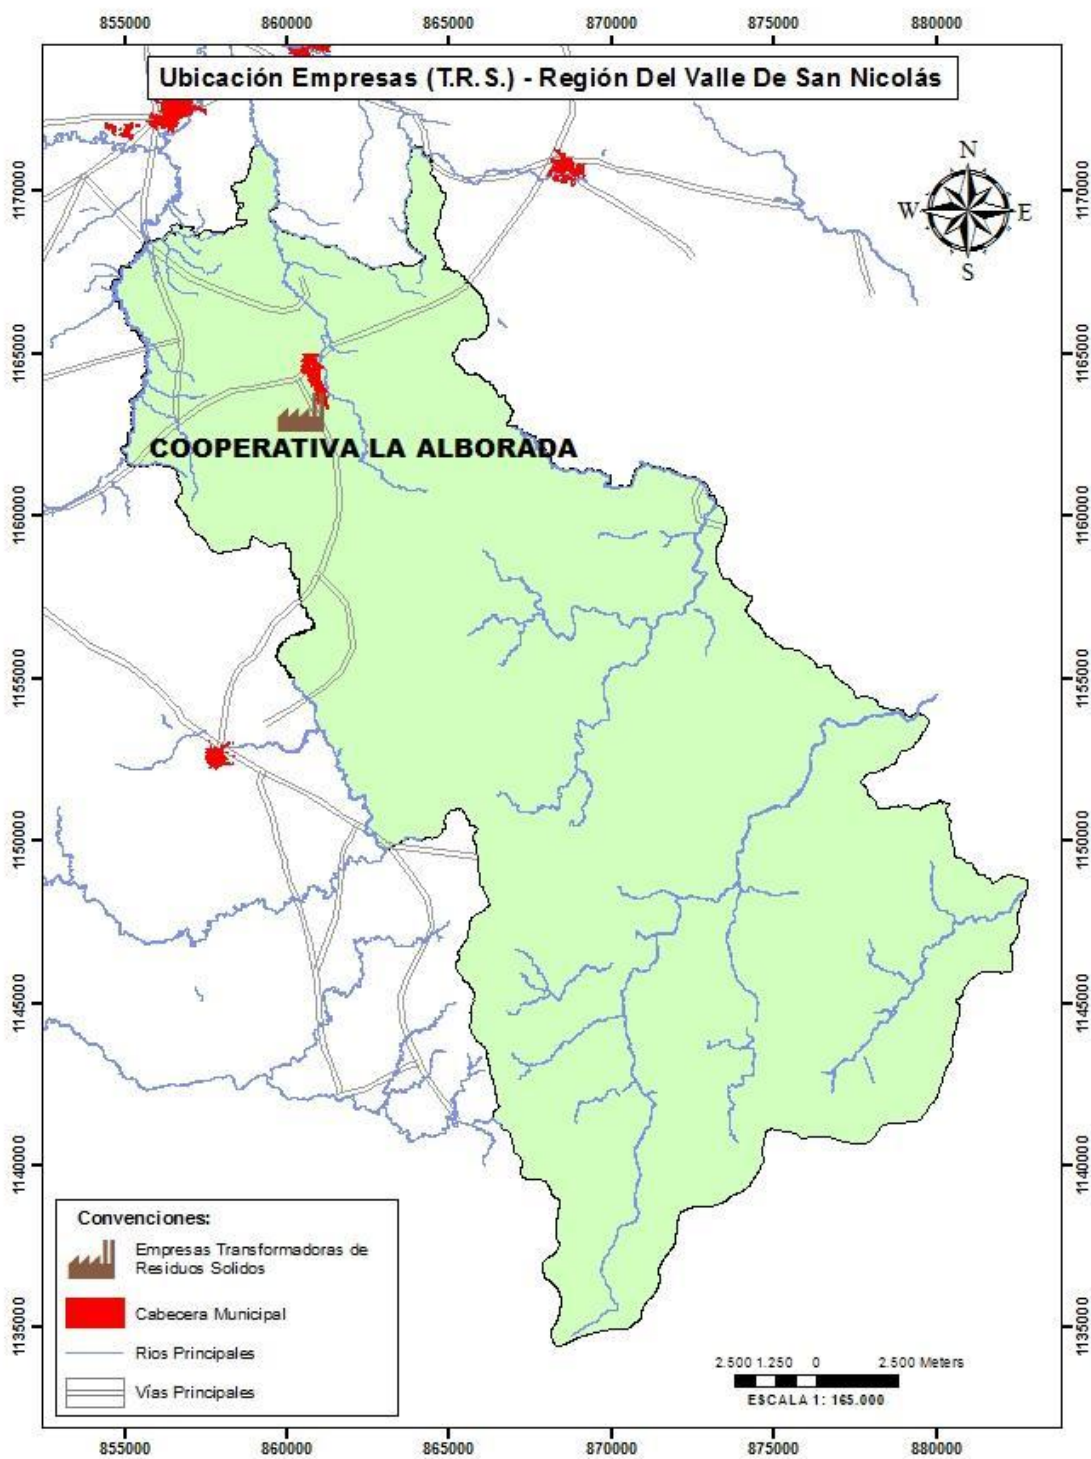 855000 860000 865000 870000 875000 880000
Ubicación Empresas (T.R.S.) - Región Del Valle De San Nicolás
N
W E
S
1170000 1170000
1165000 1165000
COOPERATIVA LA ALBORADA
1160000 1160000
1155000 1155000
1150000 1150000
1145000 1145000
1140000 1140000
1135000 1135000
Convenciones:
Empresas Transformadoras de
Residuos Solidos
Cabecera Municipal
Rios Principales
Vías Principales
2.500 1.250 0 2.500 Meters
ESCALA 1: 165.000
855000 860000 865000 870000 875000 880000